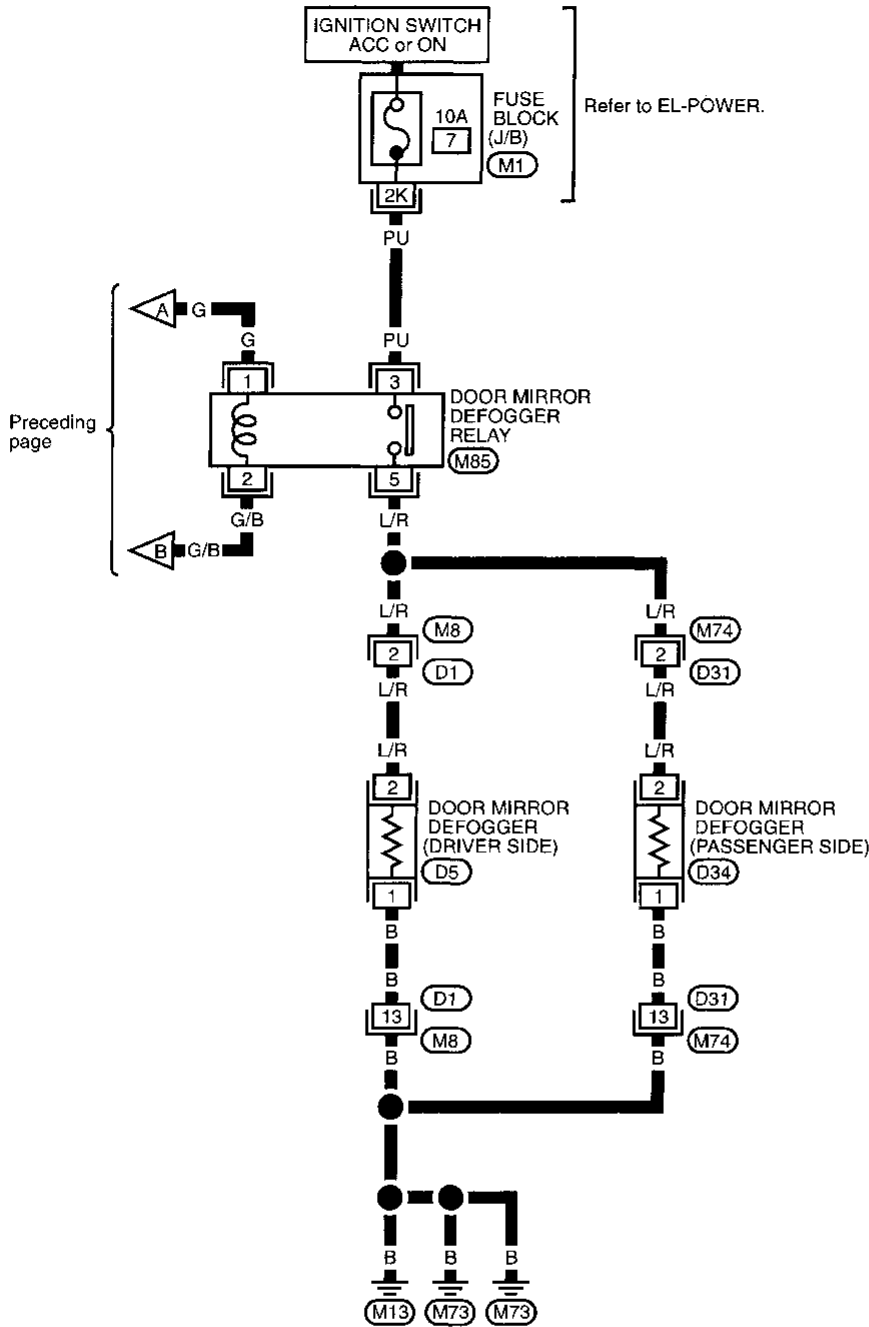 IGNITION SWITCH
ACC or ON
FUSE
BLOCK
(J/B)
10A
7
M1
Refer to EL-POWER.
2K
PU
A
G
G
PU
1
3
DOOR MIRROR
DEFOGGER
RELAY
M85
Preceding
page
2
5
G/B
L/R
B
G/B
L/R
L/R
M8
M74
2
2
D1
D31
L/R
L/R
L/R
L/R
2
2
DOOR MIRROR
DEFOGGER
(DRIVER SIDE)
D5
DOOR MIRROR
DEFOGGER
(PASSENGER SIDE)
D34
1
1
B
B
B
B
D1
D31
13
13
M8
M74
B
B
B
B
B
M13
M73
M73